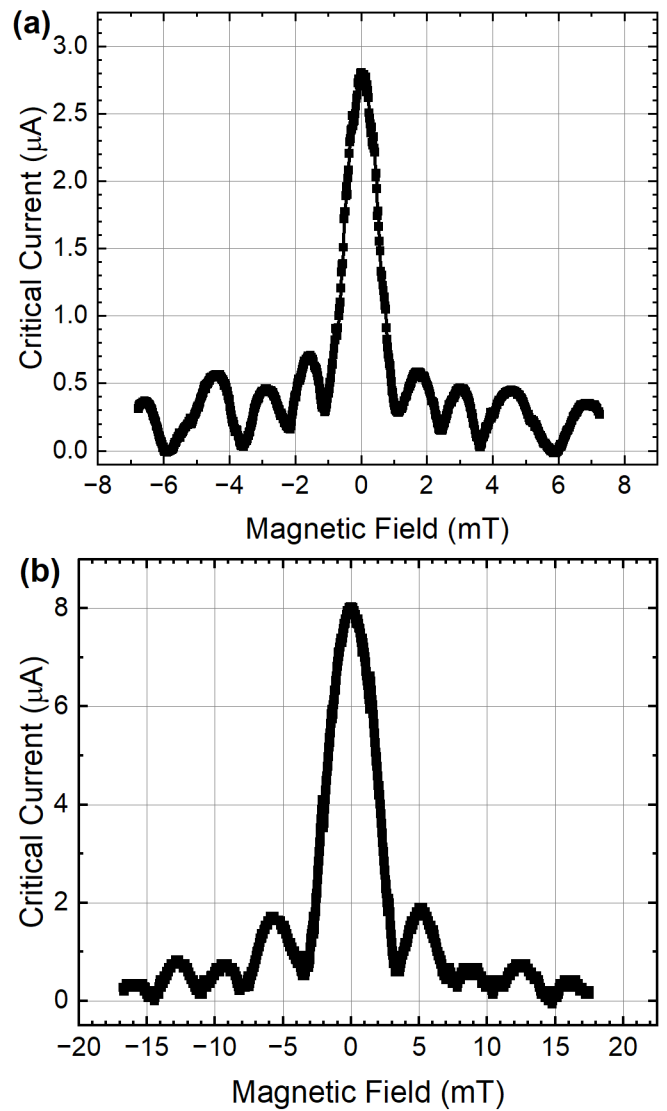 (a)
3.0
2.5
2.0
1.5
1.0
0.5
0.0
Critical Current (μA)
−8 −6 −4 −2 0 2 4 6 8
Magnetic Field (mT)
(b)
8
6
4
2
0
Critical Current (μA)
−20 −15 −10 −5 0 5 10 15 20
Magnetic Field (mT)